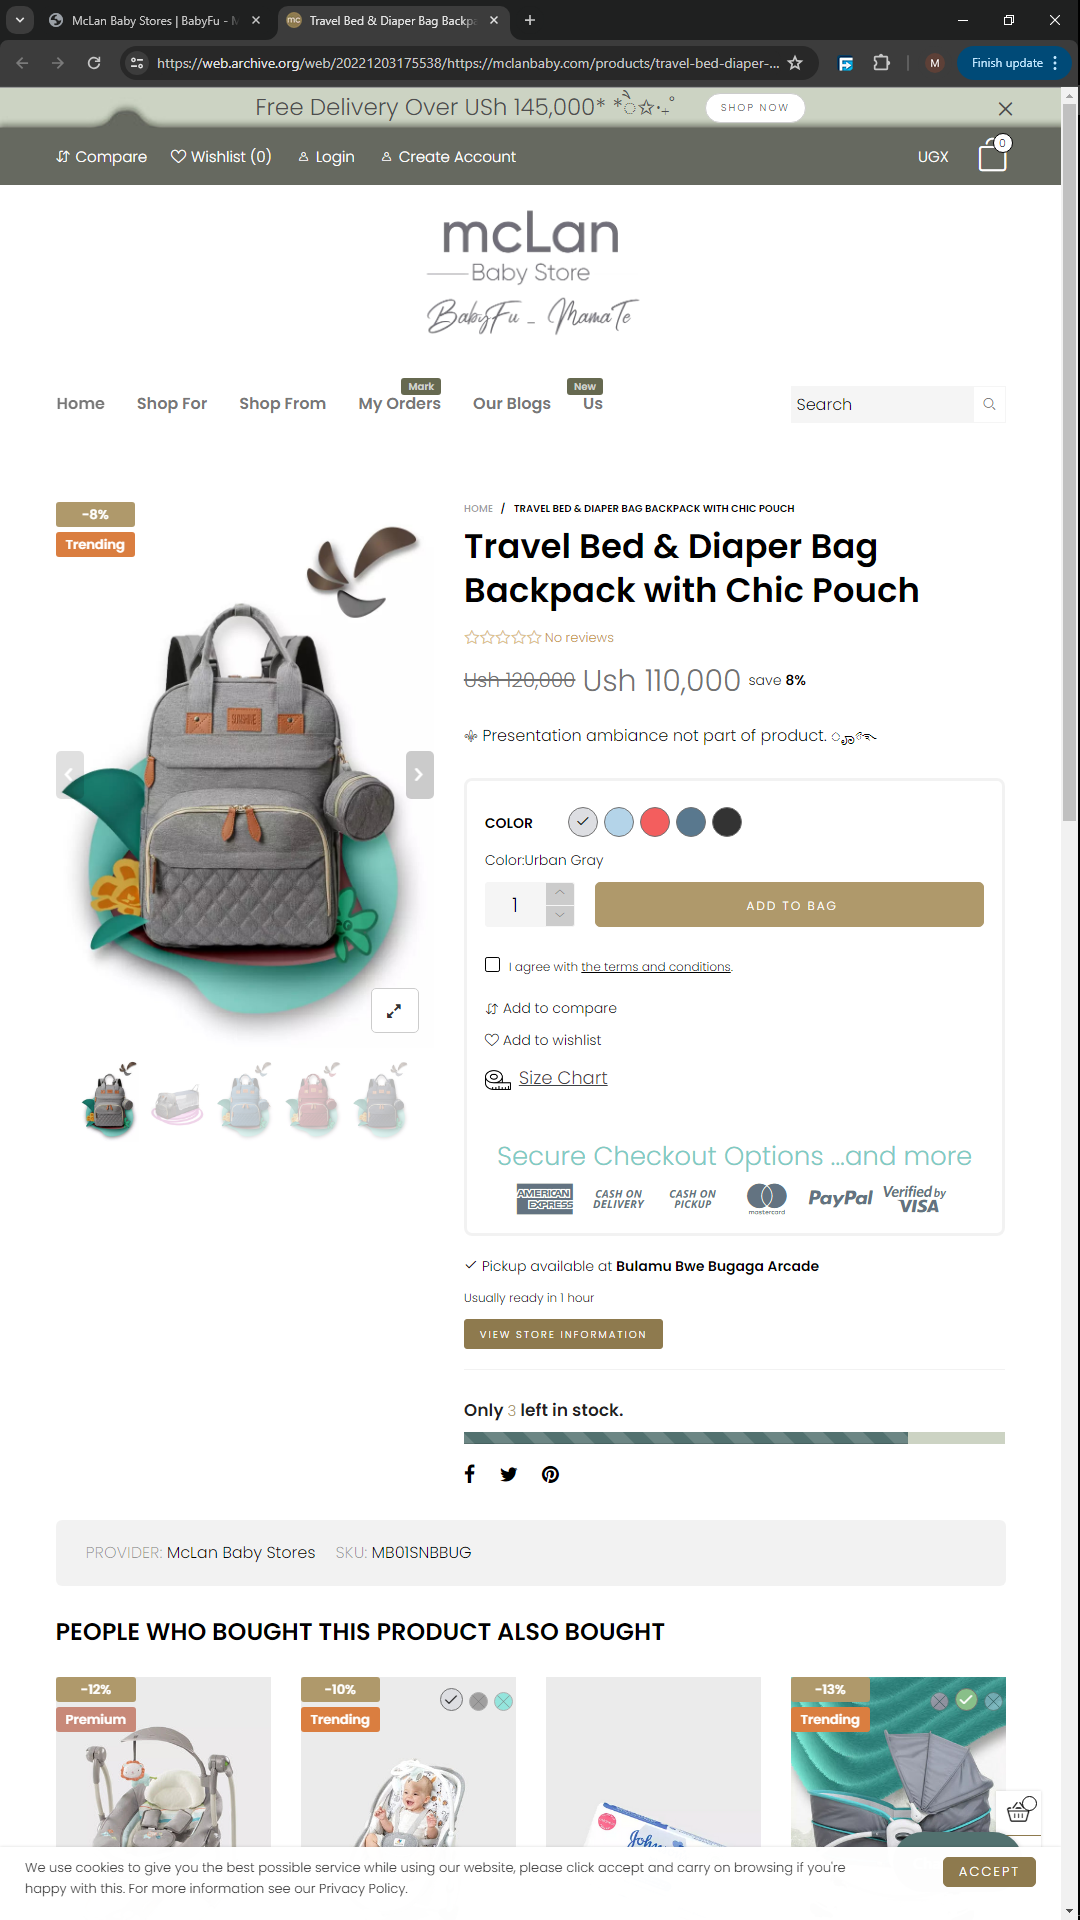 McLan Baby Stores | BabyFu - M
Travel Bed & Diaper Bag Backpa
https://web.archive.org/web/20221203175538/https://mclanbaby.com/products/travel-bed-diaper-...
M
Finish update
Free Delivery Over USh 145,000*
SHOP NOW
Compare
Wishlist (0)
Login
Create Account
UGX
0
mcLan
Baby Store
BabyFu _ MamaTe
Mark
New
Home
Shop For
Shop From
My Orders
Our Blogs
Us
Search
-8%
Trending
HOME / TRAVEL BED & DIAPER BAG BACKPACK WITH CHIC POUCH
Travel Bed & Diaper Bag
Backpack with Chic Pouch
No reviews
Ush 120,000 Ush 110,000 save 8%
Presentation ambiance not part of product.
SUNSHINE
COLOR
Color:Urban Gray
1
ADD TO BAG
I agree with the terms and conditions.
Add to compare
Add to wishlist
Size Chart
Secure Checkout Options ...and more
AMERICAN EXPRESS
CASH ON DELIVERY
CASH ON PICKUP
mastercard
PayPal
Verified by VISA
Pickup available at Bulamu Bwe Bugaga Arcade
Usually ready in 1 hour
VIEW STORE INFORMATION
Only 3 left in stock.
PROVIDER: McLan Baby Stores SKU: MB01SNBBUG
PEOPLE WHO BOUGHT THIS PRODUCT ALSO BOUGHT
-12%
Premium
-10%
Trending
-13%
Trending
We use cookies to give you the best possible service while using our website, please click accept and carry on browsing if you're
happy with this. For more information see our Privacy Policy.
ACCEPT